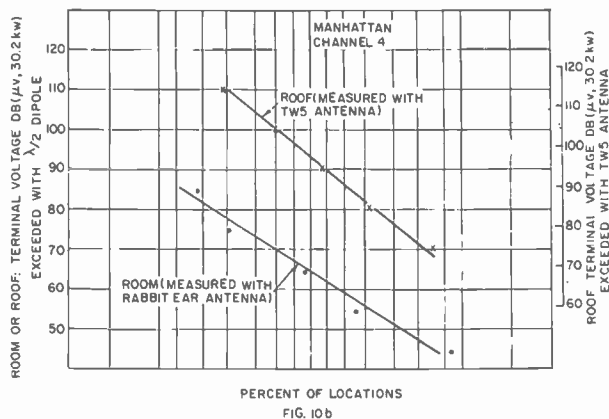 ROOM OR ROOF: TERMINAL VOLTAGE DB(μv, 30.2 kw)
EXCEEDED WITH λ/2 DIPOLE
120
110
100
90
80
70
60
50
MANHATTAN
CHANNEL 4
ROOF(MEASURED WITH
TW5 ANTENNA)
ROOM(MEASURED WITH
RABBIT EAR ANTENNA)
120
110
100
90
80
70
60
ROOF TERMINAL VOLTAGE DB(μv, 30.2 kw)
EXCEEDED WITH TW5 ANTENNA
PERCENT OF LOCATIONS
FIG. 10b